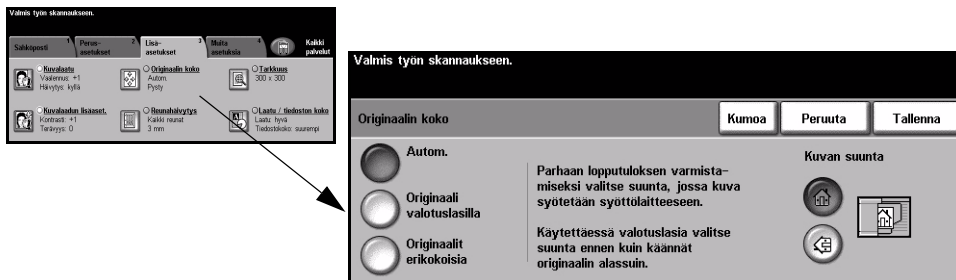 Valmis työn skannaukseen.
Sähköposti
1
Perus-
asetukset
2
Lisä-
asetukset
3
Muita
asetuksia
4
Kaikki
palvelut
Kuvalaatu
Vaalennus: +1
Häivytys: kyllä
Originaalin koko
Autom.
Pysty
Tarkkuus
300 x 300
Kuvalaadun lisäaset.
Kontrasti: +1
Terävyys: 0
Reunahäivytys
Kaikki reunat
3 mm
Laatu / tiedoston koko
Laatu: hyvä
Tiedostokoko: suurempi
Valmis työn skannaukseen.
Originaalin koko
Kumoa
Peruuta
Tallenna
Autom.
Originaali
valotuslasilla
Originaalit
erikokoisia
Parhaan lopputuloksen varmista-
miseksi valitse suunta, jossa kuva
syötetään syöttölaitteeseen.
Käytettäessä valotuslasia valitse
suunta ennen kuin käännät
originaalin alassuin.
Kuvan suunta